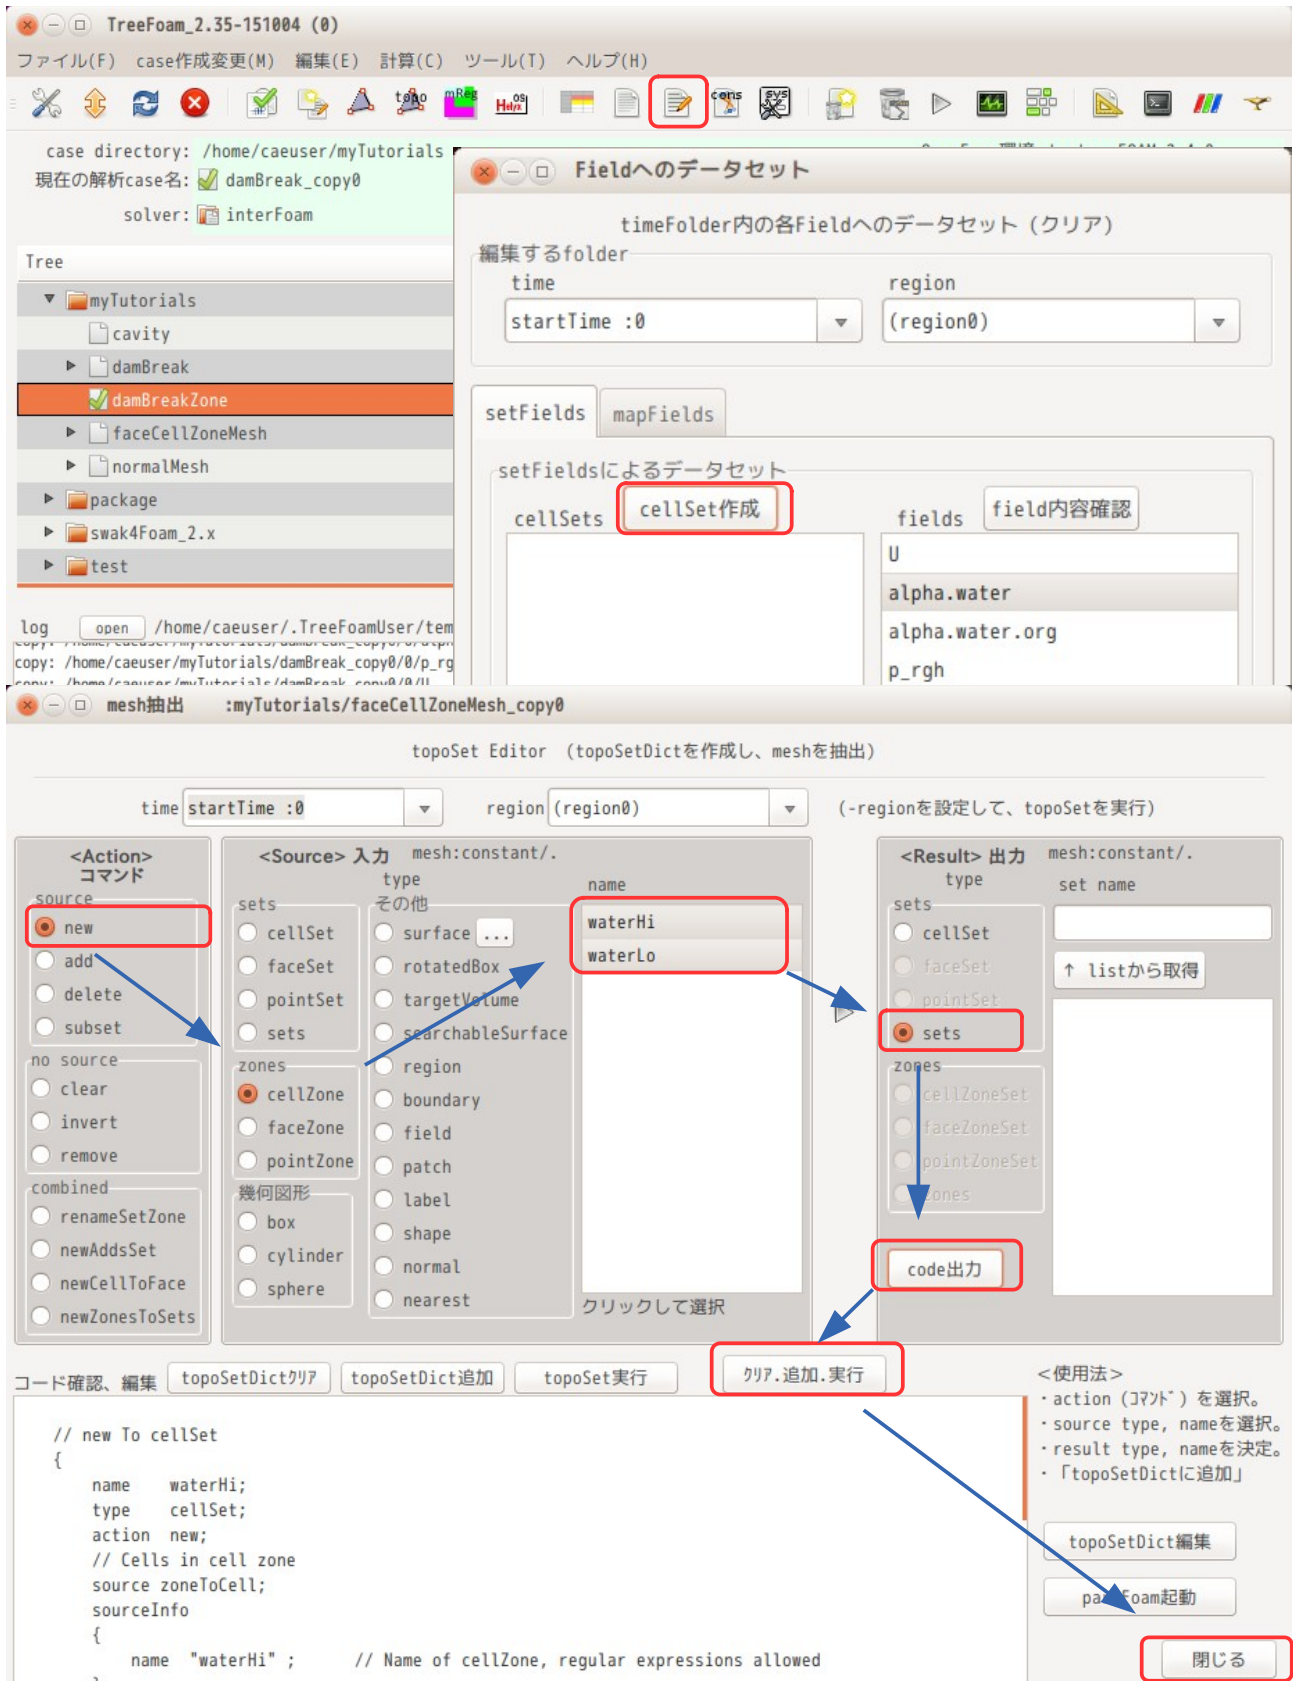 TreeFoam_2.35-151004 (0)
ファイル(F) case作成変更(M) 編集(E) 計算(C) ツール(T) ヘルプ(H)
topo mReg Helyx OS cons sys
case directory: /home/caeuser/myTutorials
現在の解析case名: damBreak_copy0
solver: interFoam
Tree
myTutorials
cavity
damBreak
damBreakZone
faceCellZoneMesh
normalMesh
package
swak4Foam_2.x
test
log open /home/caeuser/.TreeFoamUser/tem
copy: /home/caeuser/myTutorials/damBreak_copy0/0/alph
copy: /home/caeuser/myTutorials/damBreak_copy0/0/p_rg
copy: /home/caeuser/myTutorials/damBreak_copy0/0/U
Fieldへのデータセット
timeFolder内の各Fieldへのデータセット (クリア)
編集するfolder
time region
startTime :0 (region0)
setFields mapFields
setFieldsによるデータセット
cellSets cellSet作成 fields field内容確認
U
alpha.water
alpha.water.org
p_rgh
mesh抽出 :myTutorials/faceCellZoneMesh_copy0
topoSet Editor (topoSetDictを作成し、meshを抽出)
time startTime :0 region (region0) (-regionを設定して、topoSetを実行)
<Action>
コマンド
source
new
add
delete
subset
no source
clear
invert
remove
combined
renameSetZone
newAddsSet
newCellToFace
newZonesToSets
<Source> 入力 mesh:constant/.
type
sets
cellSet
faceSet
pointSet
sets
zones
cellZone
faceZone
pointZone
幾何図形
box
cylinder
sphere
その他
surface ...
rotatedBox
targetVolume
searchableSurface
region
boundary
field
patch
label
shape
normal
nearest
name
waterHi
waterLo
クリックして選択
<Result> 出力 mesh:constant/.
type set name
sets
cellSet
faceSet
pointSet
sets
zones
cellZoneSet
faceZoneSet
pointZoneSet
zones
↑ listから取得
code出力
コード確認、編集 topoSetDictクリア topoSetDict追加 topoSet実行 クリア.追加.実行
// new To cellSet
{
name waterHi;
type cellSet;
action new;
// Cells in cell zone
source zoneToCell;
sourceInfo
{
name "waterHi" ; // Name of cellZone, regular expressions allowed
<使用法>
・action (コマンド) を選択。
・source type, nameを選択。
・result type, nameを決定。
・「topoSetDictに追加」
topoSetDict編集
paraFoam起動
閉じる